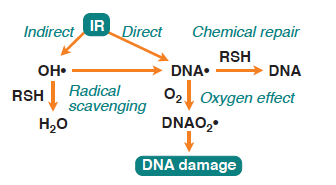 Indirect IR Direct Chemical repair
RSH
OH• DNA• DNA
RSH Radical scavenging O₂ Oxygen effect
H₂O DNAO₂•
DNA damage